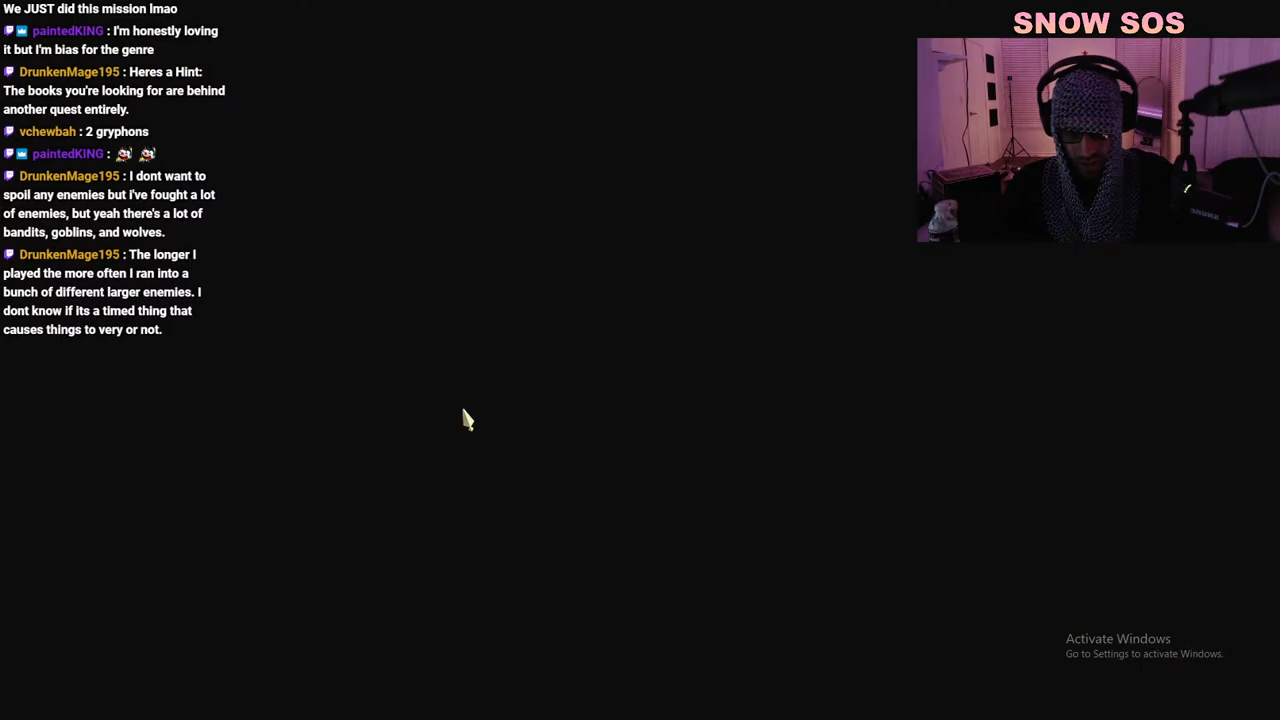 We JUST did this mission lmao
paintedKING : I'm honestly loving
it but I'm bias for the genre
DrunkenMage195 : Heres a Hint:
The books you're looking for are behind
another quest entirely.
vchewbah : 2 gryphons
paintedKING :
DrunkenMage195 : I dont want to
spoil any enemies but i've fought a lot
of enemies, but yeah there's a lot of
bandits, goblins, and wolves.
DrunkenMage195 : The longer I
played the more often I ran into a
bunch of different larger enemies. I
dont know if its a timed thing that
causes things to very or not.
SNOW SOS
Activate Windows
Go to Settings to activate Windows.